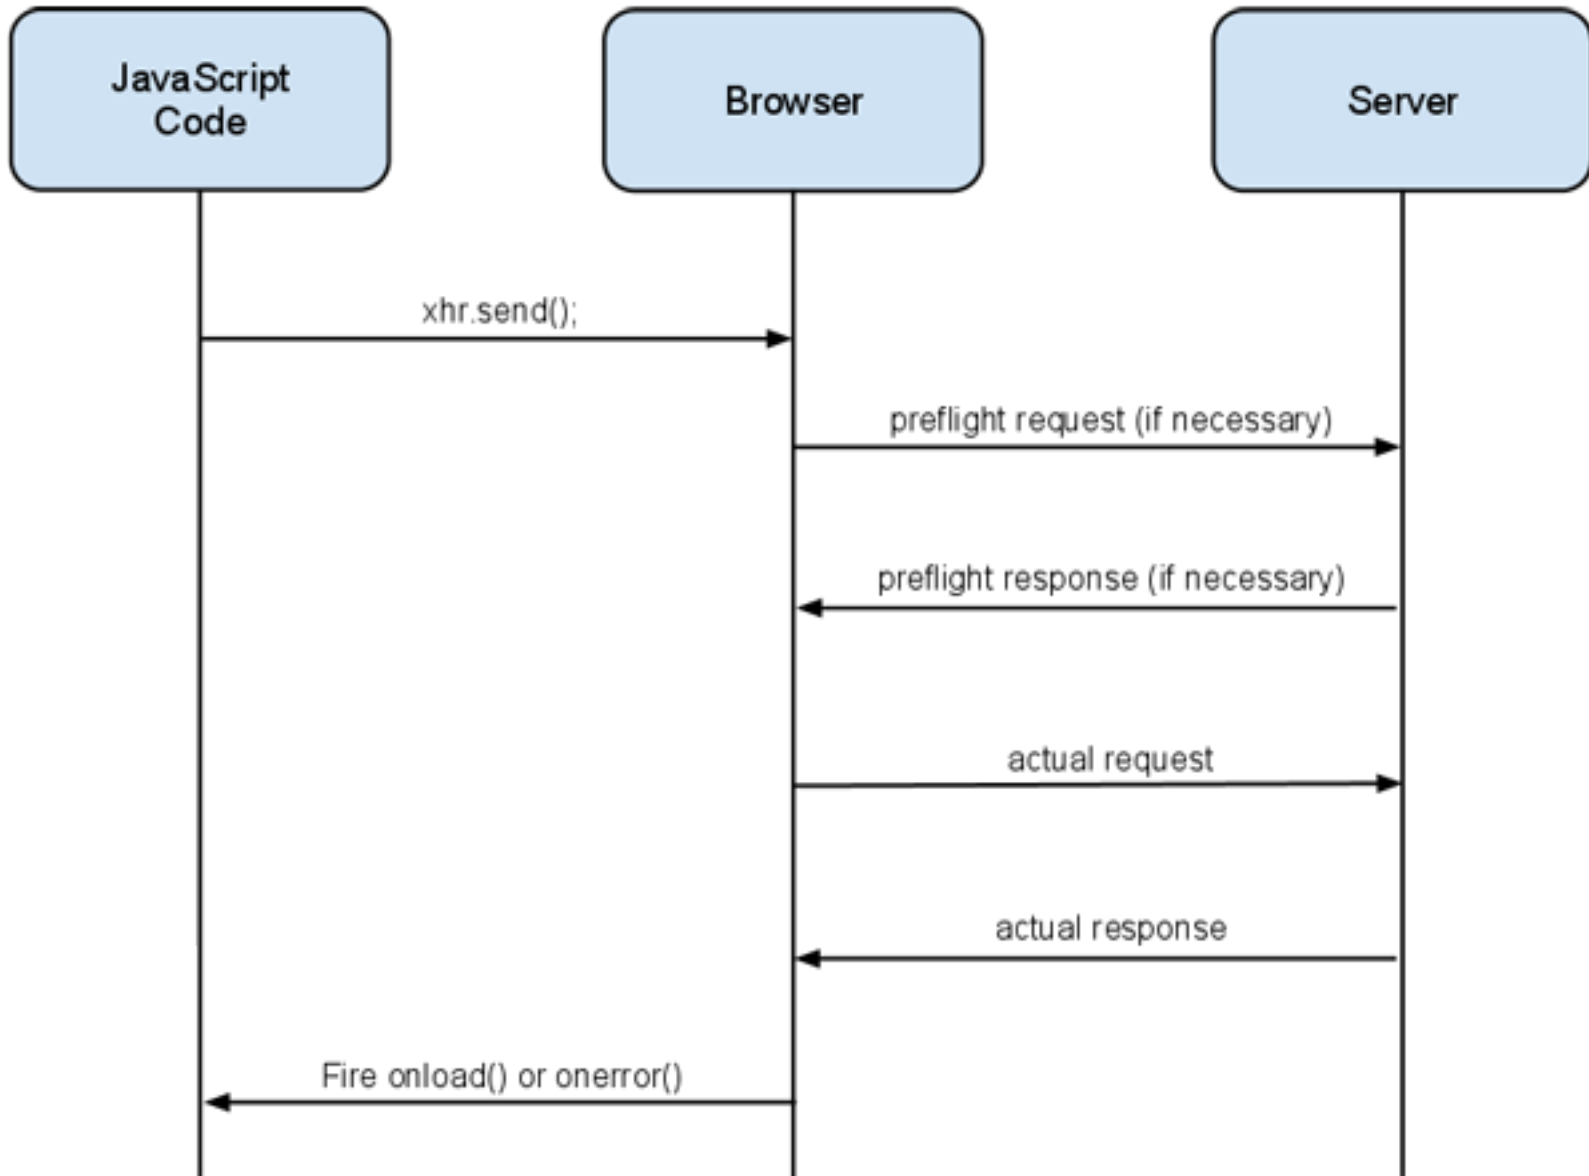 JavaScript
Code
Browser
Server
xhr.send();
preflight request (if necessary)
preflight response (if necessary)
actual request
actual response
Fire onload() or onerror()